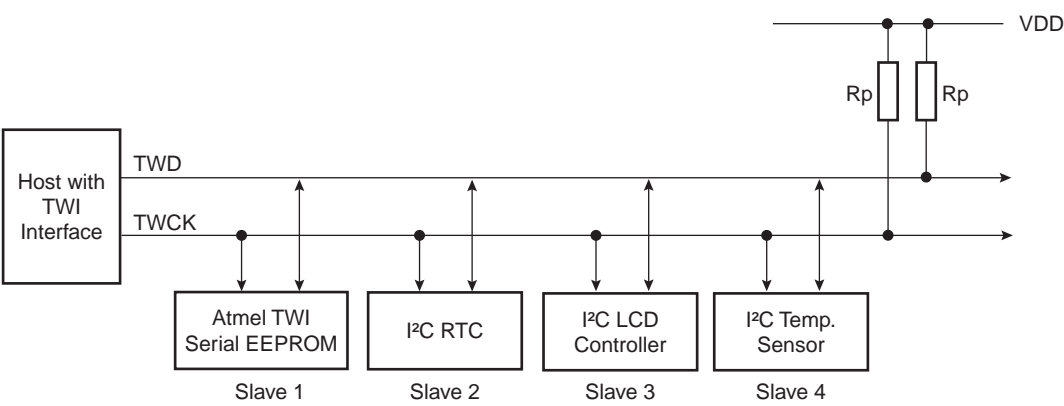 VDD
Rp
Rp
Host with
TWI
Interface
TWD
TWCK
Atmel TWI
Serial EEPROM
Slave 1
I²C RTC
Slave 2
I²C LCD
Controller
Slave 3
I²C Temp.
Sensor
Slave 4